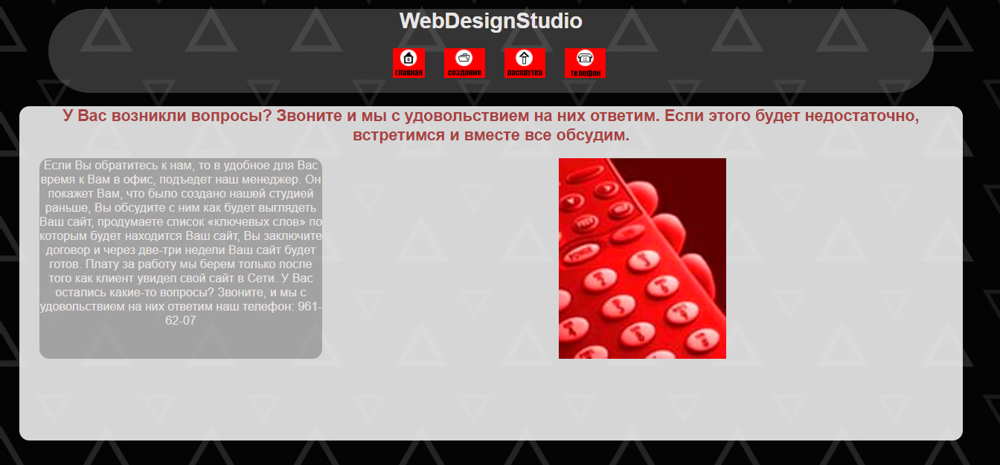 WebDesignStudio
главная создание раскрутка телефон
У Вас возникли вопросы? Звоните и мы с удовольствием на них ответим. Если этого будет недостаточно,
встретимся и вместе все обсудим.
Если Вы обратитесь к нам, то в удобное для Вас
время к Вам в офис, подъедет наш менеджер. Он
покажет Вам, что было создано нашей студией
раньше, Вы обсудите с ним как будет выглядеть
Ваш сайт, продумаете список «ключевых слов» по
которым будет находится Ваш сайт, Вы заключите
договор и через две-три недели Ваш сайт будет
готов. Плату за работу мы берем только после
того как клиент увидел свой сайт в Сети. У Вас
остались какие-то вопросы? Звоните, и мы с
удовольствием на них ответим наш телефон: 961-
62-07